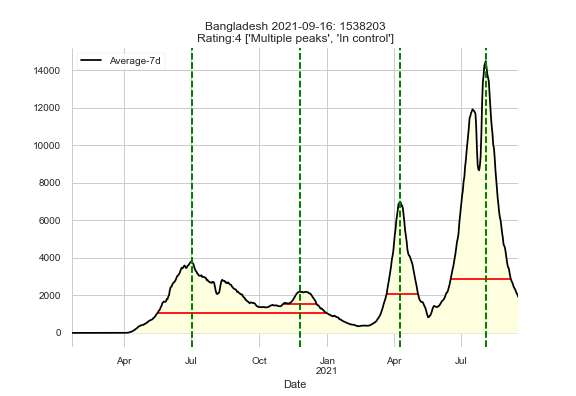 Bangladesh 2021-09-16: 1538203
Rating:4 ['Multiple peaks', 'In control']
Average-7d
14000
12000
10000
8000
6000
4000
2000
0
Apr Jul Oct Jan Apr Jul
2021
Date